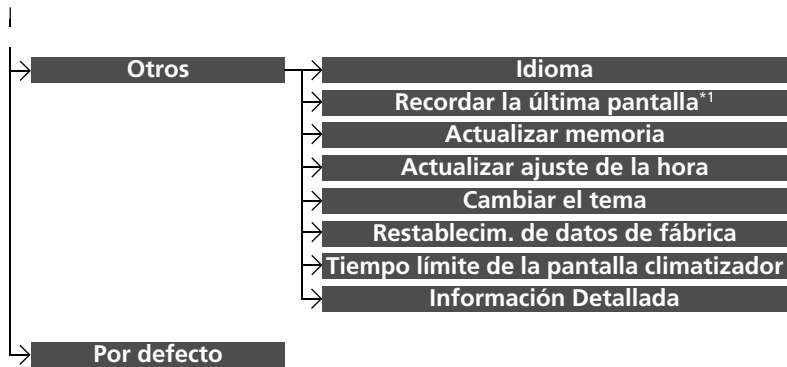 Otros
Idioma
Recordar la última pantalla*1
Actualizar memoria
Actualizar ajuste de la hora
Cambiar el tema
Restablecim. de datos de fábrica
Tiempo límite de la pantalla climatizador
Información Detallada
Por defecto